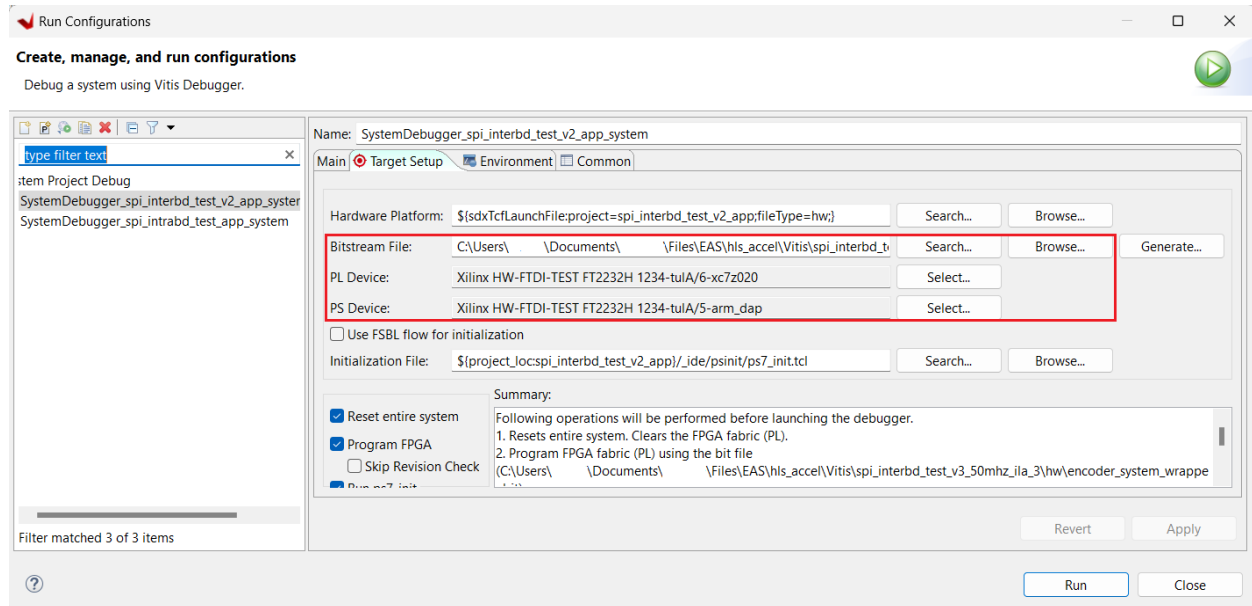 Run Configurations
Create, manage, and run configurations
Debug a system using Vitis Debugger.
type filter text
stem Project Debug
SystemDebugger_spi_interbd_test_v2_app_syster
SystemDebugger_spi_intrabd_test_app_system
Filter matched 3 of 3 items
Name: SystemDebugger_spi_interbd_test_v2_app_system
Main Target Setup Environment Common
Hardware Platform: ${sdxTcfLaunchFile:project=spi_interbd_test_v2_app;fileType=hw;} Search... Browse...
Bitstream File: C:\Users\ \Documents\ \Files\EAS\hls_accel\Vitis\spi_interbd_t Search... Browse... Generate...
PL Device: Xilinx HW-FTDI-TEST FT2232H 1234-tulA/6-xc7z020 Select...
PS Device: Xilinx HW-FTDI-TEST FT2232H 1234-tulA/5-arm_dap Select...
Use FSBL flow for initialization
Initialization File: ${project_loc:spi_interbd_test_v2_app}/_ide/psinit/ps7_init.tcl Search... Browse...
Reset entire system
Program FPGA
Skip Revision Check
Run ps7_init
Summary:
Following operations will be performed before launching the debugger.
1. Resets entire system. Clears the FPGA fabric (PL).
2. Program FPGA fabric (PL) using the bit file
(C:\Users\ \Documents\ \Files\EAS\hls_accel\Vitis\spi_interbd_test_v3_50mhz_ila_3\hw\encoder_system_wrappe
Revert Apply
? Run Close